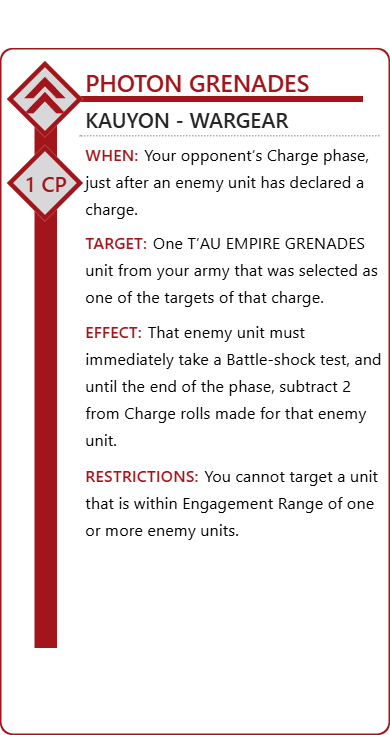 PHOTON GRENADES
KAUYON - WARGEAR
1 CP
WHEN: Your opponent’s Charge phase,
just after an enemy unit has declared a
charge.
TARGET: One T’AU EMPIRE GRENADES
unit from your army that was selected as
one of the targets of that charge.
EFFECT: That enemy unit must
immediately take a Battle-shock test, and
until the end of the phase, subtract 2
from Charge rolls made for that enemy
unit.
RESTRICTIONS: You cannot target a unit
that is within Engagement Range of one
or more enemy units.